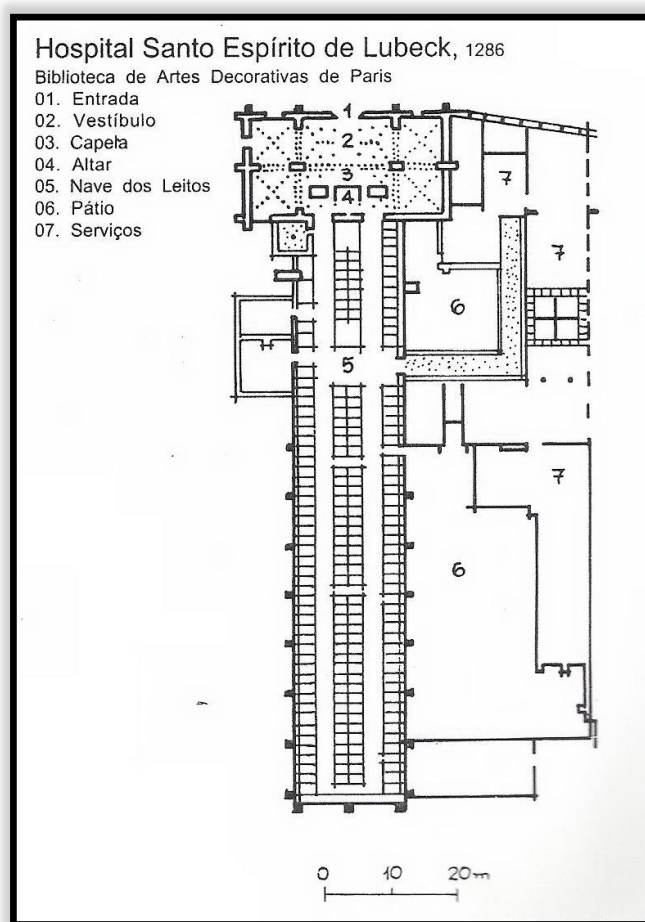 Hospital Santo Espírito de Lubeck, 1286
Biblioteca de Artes Decorativas de Paris
01. Entrada
02. Vestíbulo
03. Capela
04. Altar
05. Nave dos Leitos
06. Pátio
07. Serviços
1
2
3
4
7
7
6
5
7
6
0 10 20m